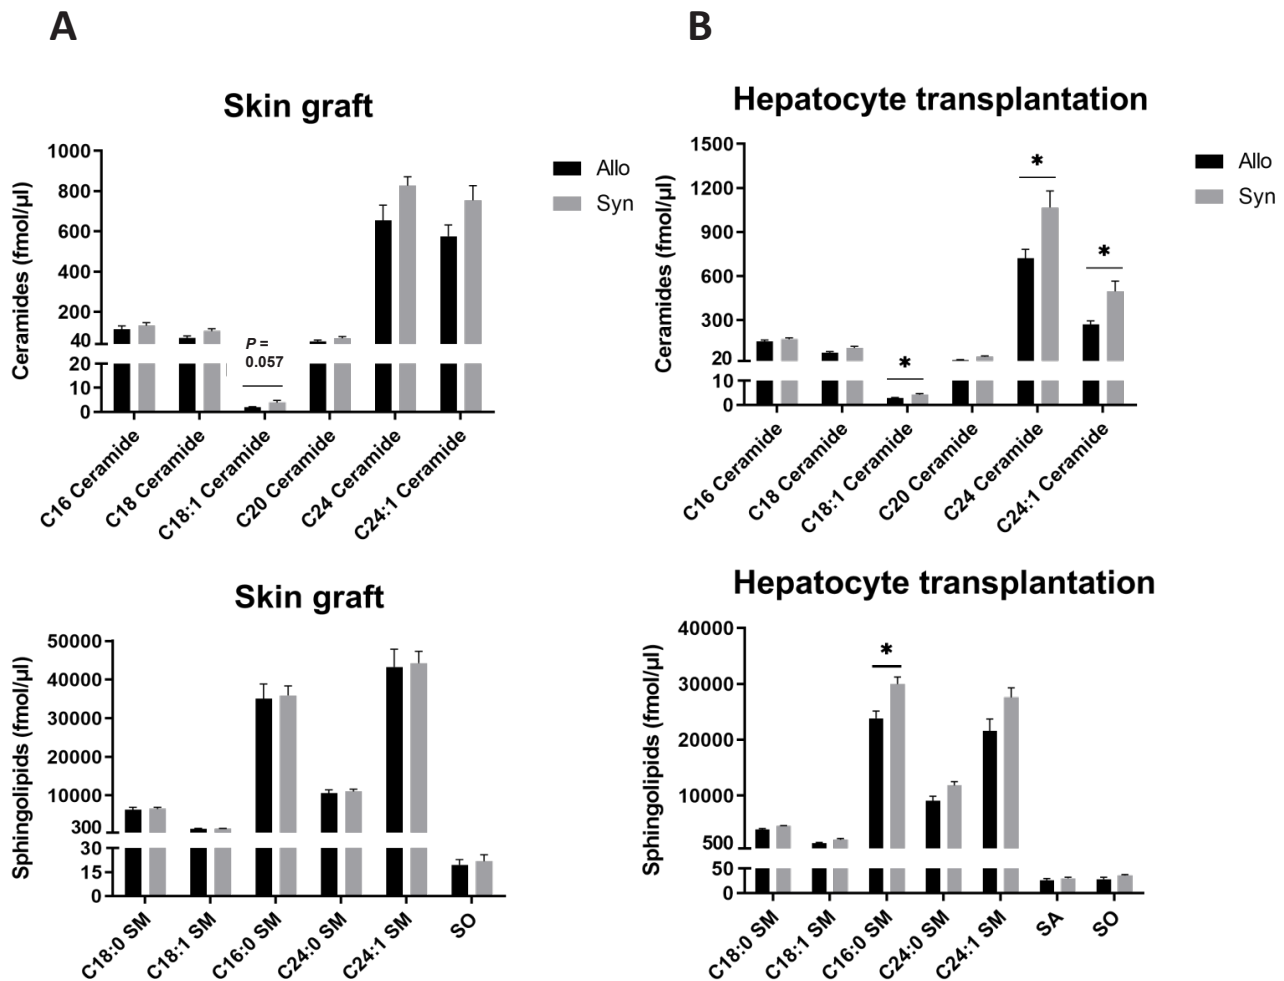 A
Skin graft
1000
800
600
400
200
40
20
10
0
Ceramides (fmol/µl)
P =
0.057
Allo
Syn
C16 Ceramide
C18 Ceramide
C18:1 Ceramide
C20 Ceramide
C24 Ceramide
C24:1 Ceramide
B
Hepatocyte transplantation
1500
1200
900
600
300
20
10
0
Ceramides (fmol/µl)
*
*
*
Allo
Syn
C16 Ceramide
C18 Ceramide
C18:1 Ceramide
C20 Ceramide
C24 Ceramide
C24:1 Ceramide
Skin graft
50000
40000
30000
20000
10000
300
30
15
0
Sphingolipids (fmol/µl)
C18:0 SM
C18:1 SM
C16:0 SM
C24:0 SM
C24:1 SM
SO
Hepatocyte transplantation
40000
30000
20000
10000
500
50
0
Sphingolipids (fmol/µl)
*
C18:0 SM
C18:1 SM
C16:0 SM
C24:0 SM
C24:1 SM
SA
SO